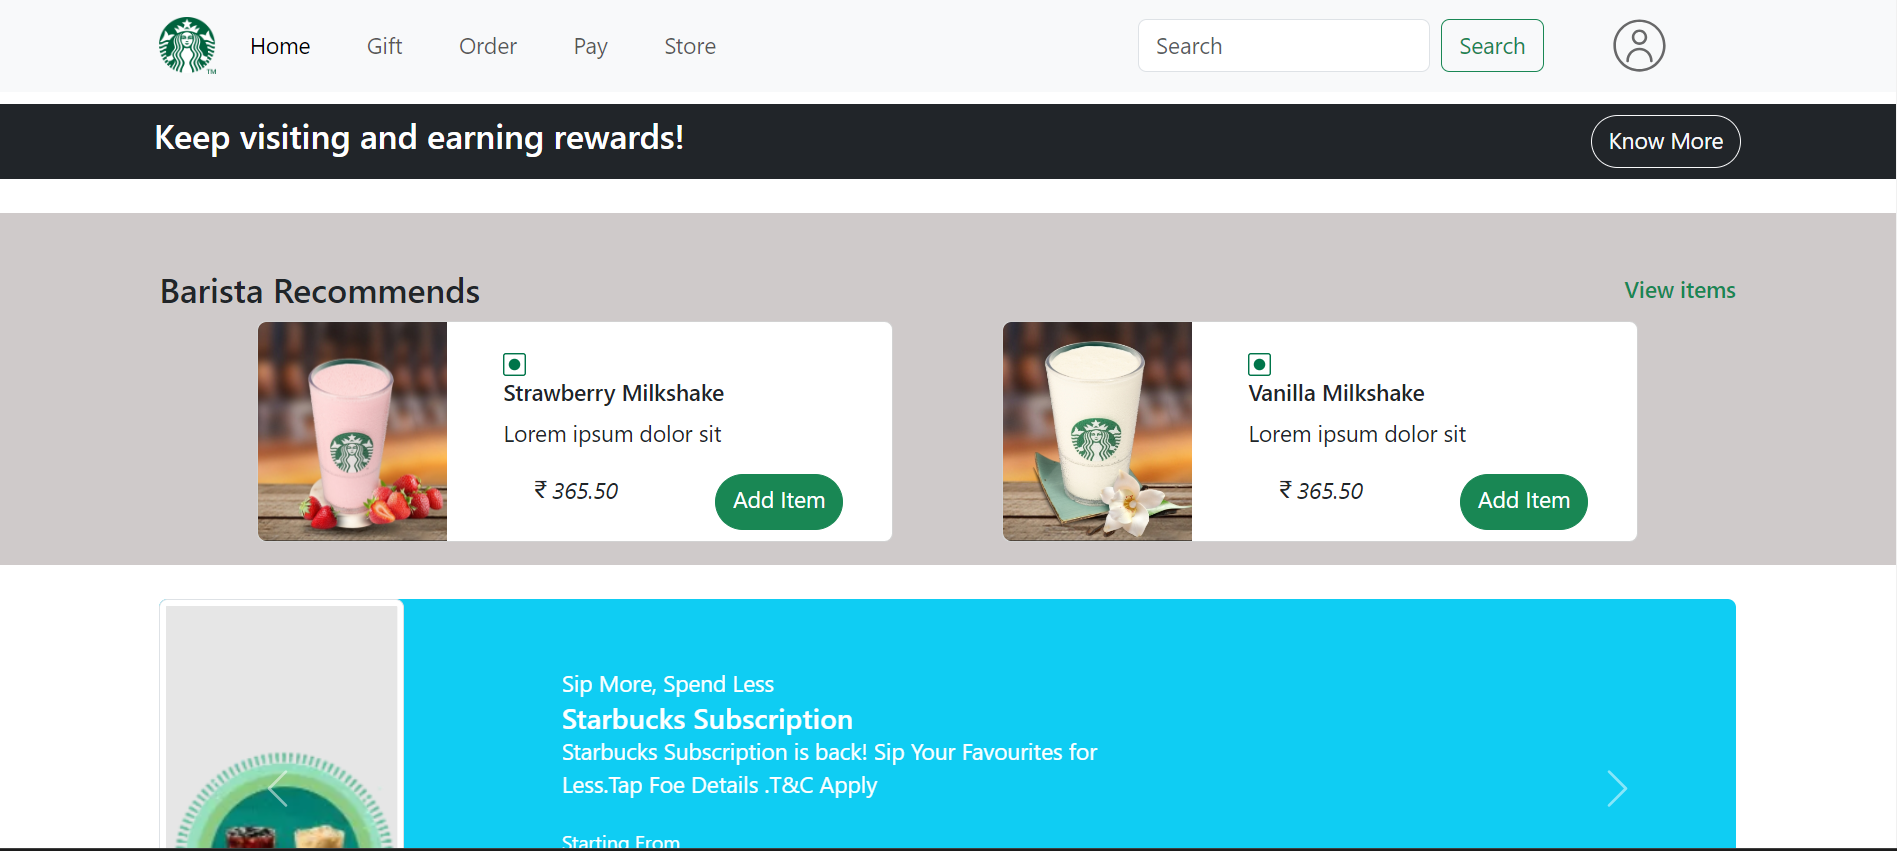 Home Gift Order Pay Store Search Search
TM
Keep visiting and earning rewards! Know More
Barista Recommends View items
Strawberry Milkshake
Lorem ipsum dolor sit
₹ 365.50 Add Item
Vanilla Milkshake
Lorem ipsum dolor sit
₹ 365.50 Add Item
Sip More, Spend Less
Starbucks Subscription
Starbucks Subscription is back! Sip Your Favourites for
Less.Tap Foe Details .T&C Apply
Starting From